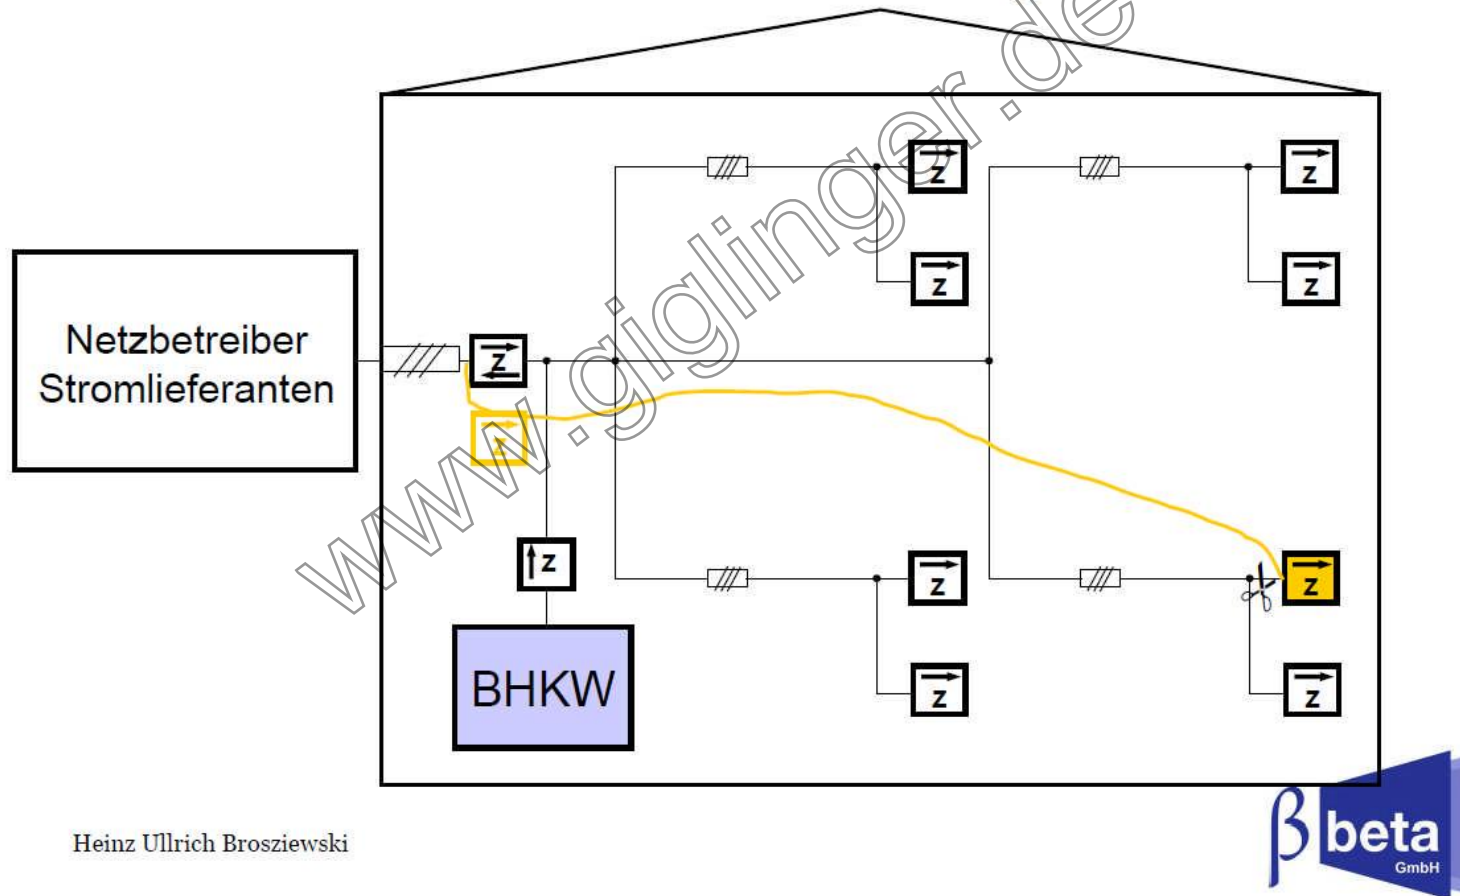 www.giglinger.de
z
z
z
z
Netzbetreiber
Stromlieferanten
z
z
z
z
z
z
z
BHKW
Heinz Ullrich Brosziewski
β beta
GmbH